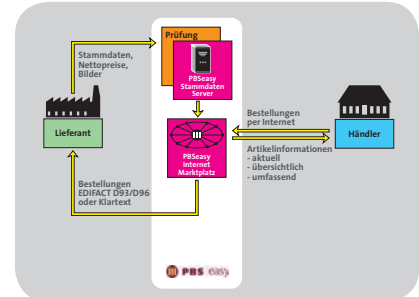 Prüfung
Stammdaten,
Nettopreise,
Bilder
PBSeasy
Stammdaten
Server
Lieferant
Bestellungen
per Internet
Händler
PBSeasy
Internet
Marktplatz
Artikelinformationen
- aktuell
- übersichtlich
- umfassend
Bestellungen
EDIFACT D93/D96
oder Klartext
PBS easy